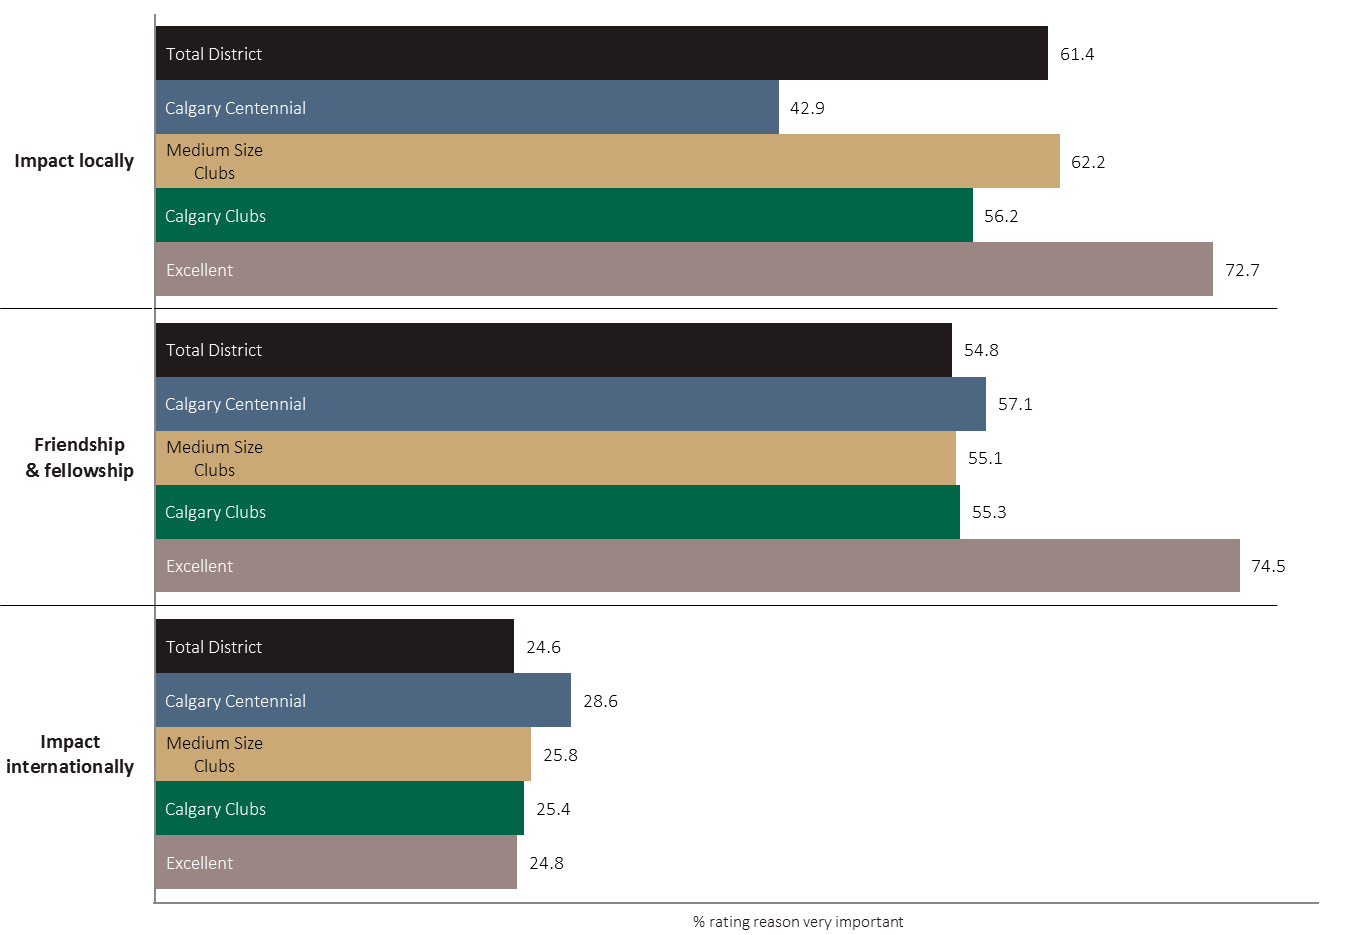 Impact locally
Total District
61.4
Calgary Centennial
42.9
Medium Size
Clubs
62.2
Calgary Clubs
56.2
Excellent
72.7
Friendship
& fellowship
Total District
54.8
Calgary Centennial
57.1
Medium Size
Clubs
55.1
Calgary Clubs
55.3
Excellent
74.5
Impact
internationally
Total District
24.6
Calgary Centennial
28.6
Medium Size
Clubs
25.8
Calgary Clubs
25.4
Excellent
24.8
% rating reason very important